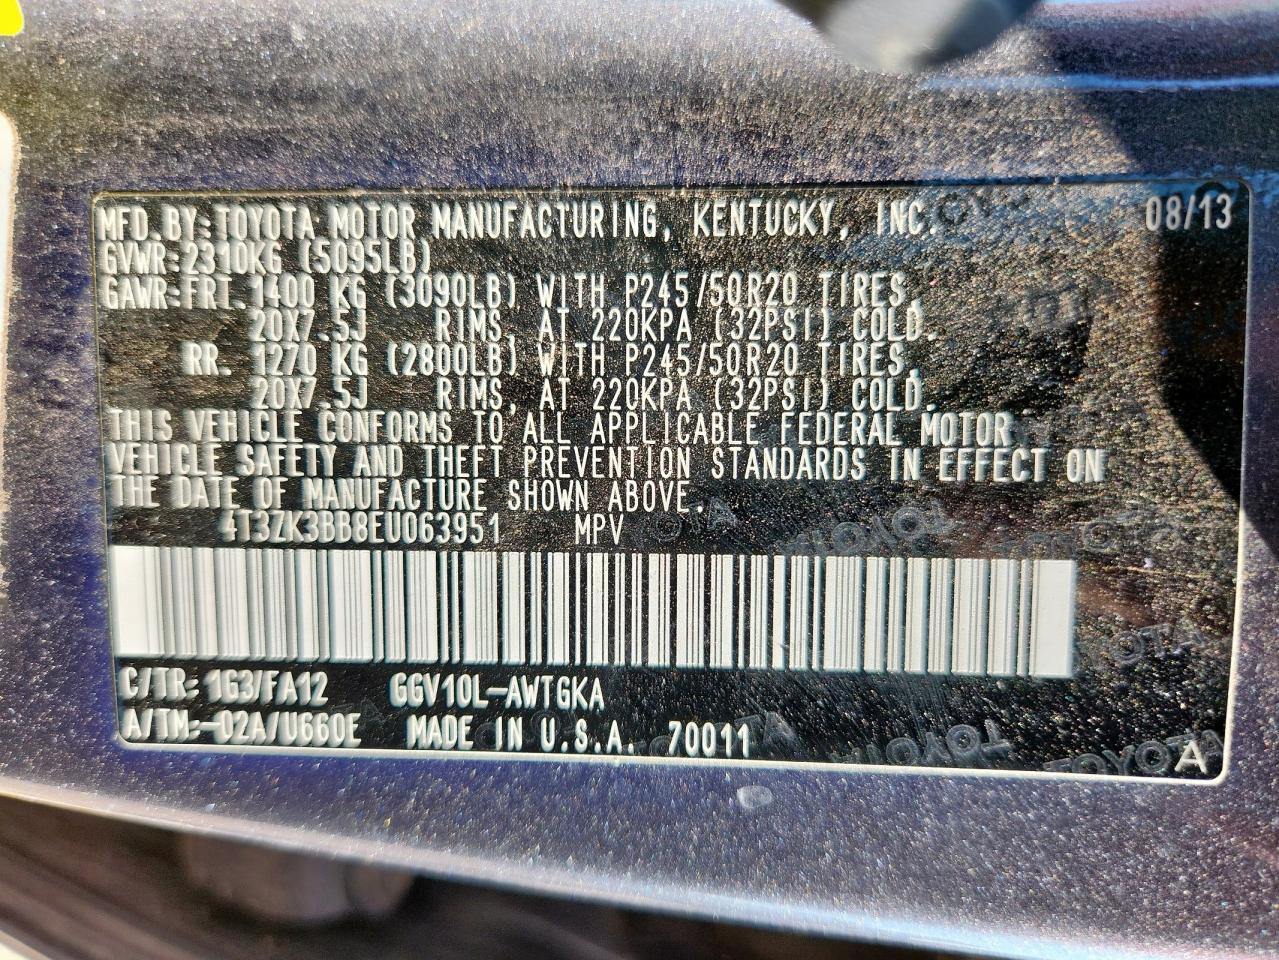 MFD.BY:TOYOTA MOTOR MANUFACTURING, KENTUCKY, INC. 08/13
GVWR:2310KG (5095LB)
GAWR:FRT.1400 KG (3090LB) WITH P245/50R20 TIRES,
20X7.5J RIMS, AT 220KPA (32PSI) COLD.
RR. 1270 KG (2800LB) WITH P245/50R20 TIRES,
20X7.5J RIMS, AT 220KPA (32PSI) COLD.
THIS VEHICLE CONFORMS TO ALL APPLICABLE FEDERAL MOTOR
VEHICLE SAFETY AND THEFT PREVENTION STANDARDS IN EFFECT ON
THE DATE OF MANUFACTURE SHOWN ABOVE.
4T3ZK3BB8EU063951 MPV
C/TR: 1G3/FA12 GGV10L-AWTGKA
A/TM:-02A/U660E MADE IN U.S.A. 70011
TOYOTA
TOYOTA
TOYOTA
A